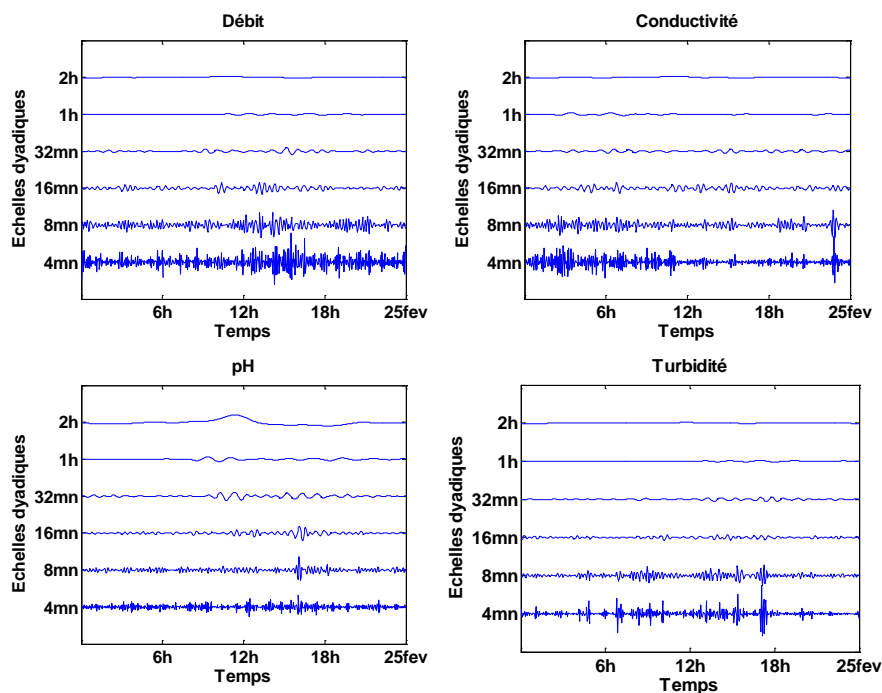 Débit
Echelles dyadiques
2h
1h
32mn
16mn
8mn
4mn
6h 12h 18h 25fev
Temps
Conductivité
Echelles dyadiques
2h
1h
32mn
16mn
8mn
4mn
6h 12h 18h 25fev
Temps
pH
Echelles dyadiques
2h
1h
32mn
16mn
8mn
4mn
6h 12h 18h 25fev
Temps
Turbidité
Echelles dyadiques
2h
1h
32mn
16mn
8mn
4mn
6h 12h 18h 25fev
Temps